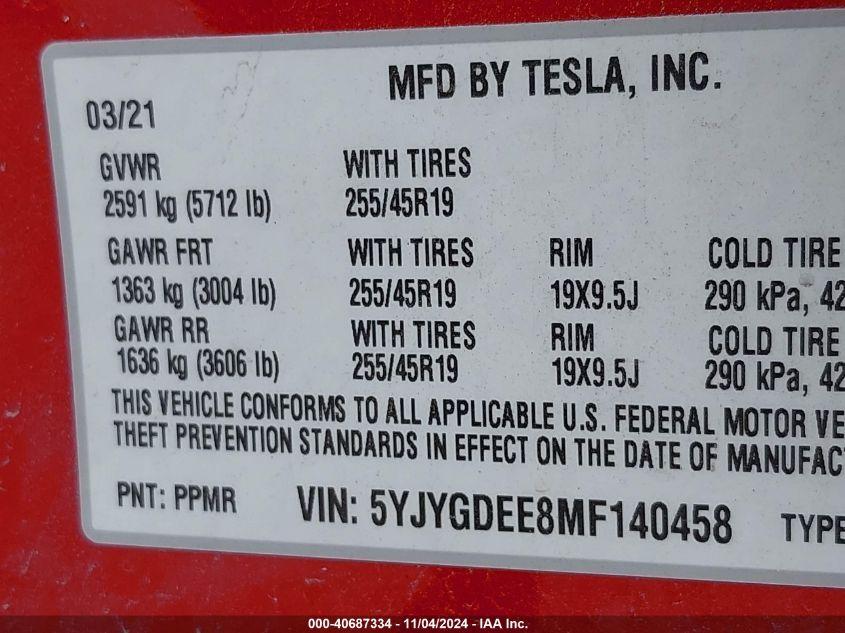 MFD BY TESLA, INC.
03/21
GVWR WITH TIRES
2591 kg (5712 lb) 255/45R19
GAWR FRT WITH TIRES RIM COLD TIRE
1363 kg (3004 lb) 255/45R19 19X9.5J 290 kPa, 42
GAWR RR WITH TIRES RIM COLD TIRE
1636 kg (3606 lb) 255/45R19 19X9.5J 290 kPa, 42
THIS VEHICLE CONFORMS TO ALL APPLICABLE U.S. FEDERAL MOTOR VE
THEFT PREVENTION STANDARDS IN EFFECT ON THE DATE OF MANUFAC
PNT: PPMR VIN: 5YJYGDEE8MF140458 TYPE
000-40687334 - 11/04/2024 - IAA Inc.